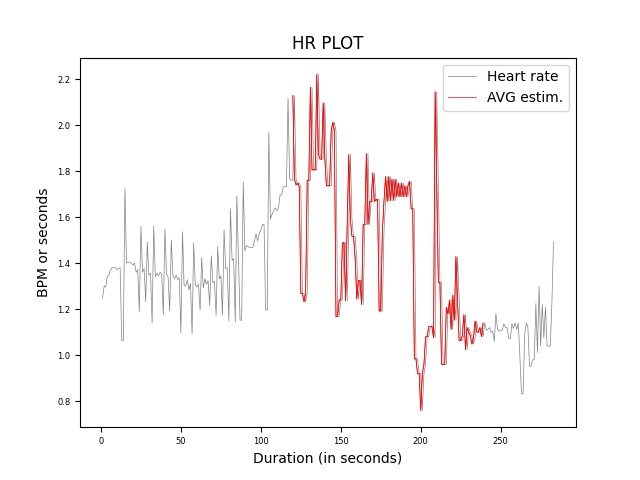 HR PLOT
Heart rate
AVG estim.
BPM or seconds
2.2
2.0
1.8
1.6
1.4
1.2
1.0
0.8
0
50
100
150
200
250
Duration (in seconds)